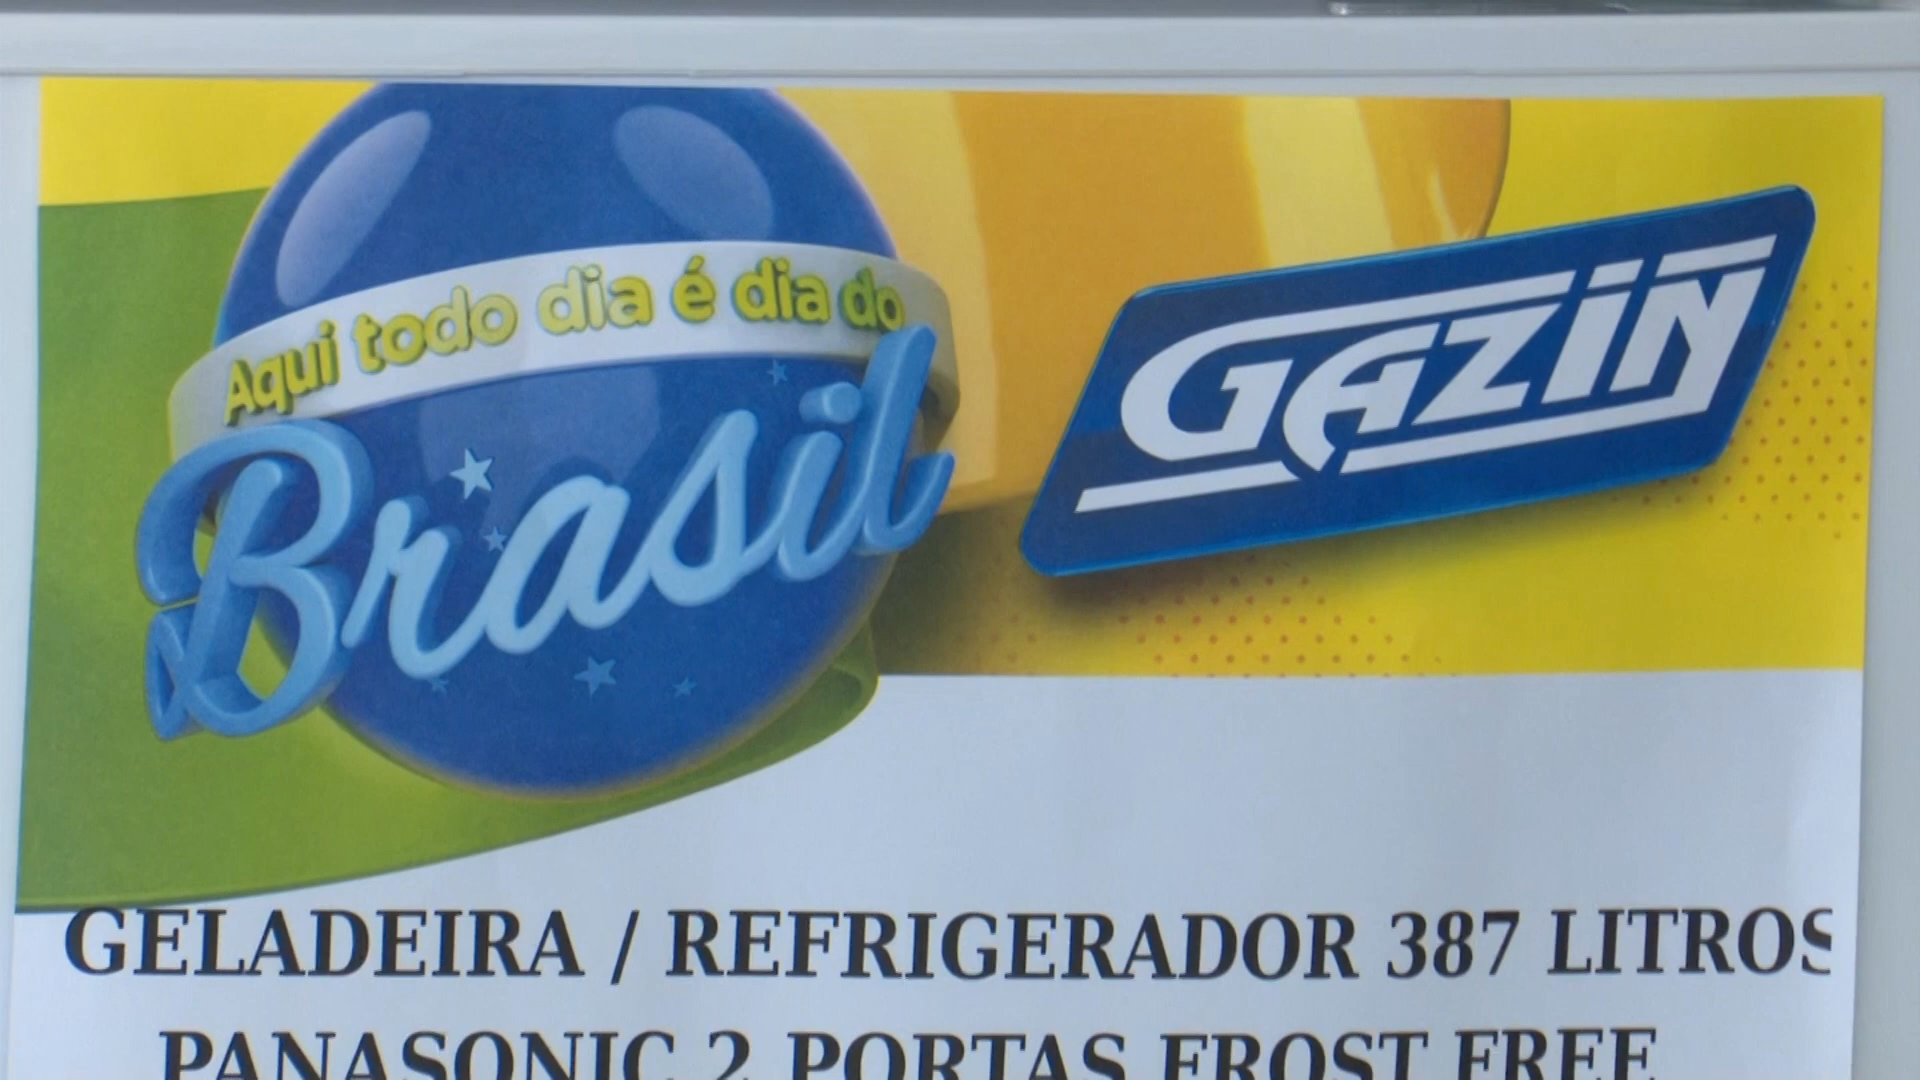 Aqui todo dia é dia do
Brasil
GAZIN
GELADEIRA / REFRIGERADOR 387 LITROS
PANASONIC 2 PORTAS FROST FREE